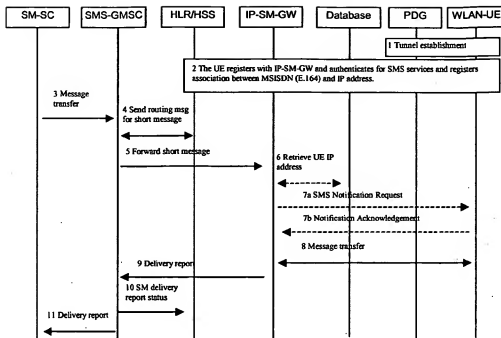 SM-SC SMS-GMSC HLR/HSS IP-SM-GW Database PDG WLAN-UE
1 Tunnel establishment
2 The UE registers with IP-SM-GW and authenticates for SMS services and registers
association between MSISDN (E.164) and IP address.
3 Message
transfer
4 Send routing msg
for short message
5 Forward short message
6 Retrieve UE IP
address
7a SMS Notification Request
7b Notification Acknowledgement
8 Message transfer
9 Delivery report
10 SM delivery
report status
11 Delivery report